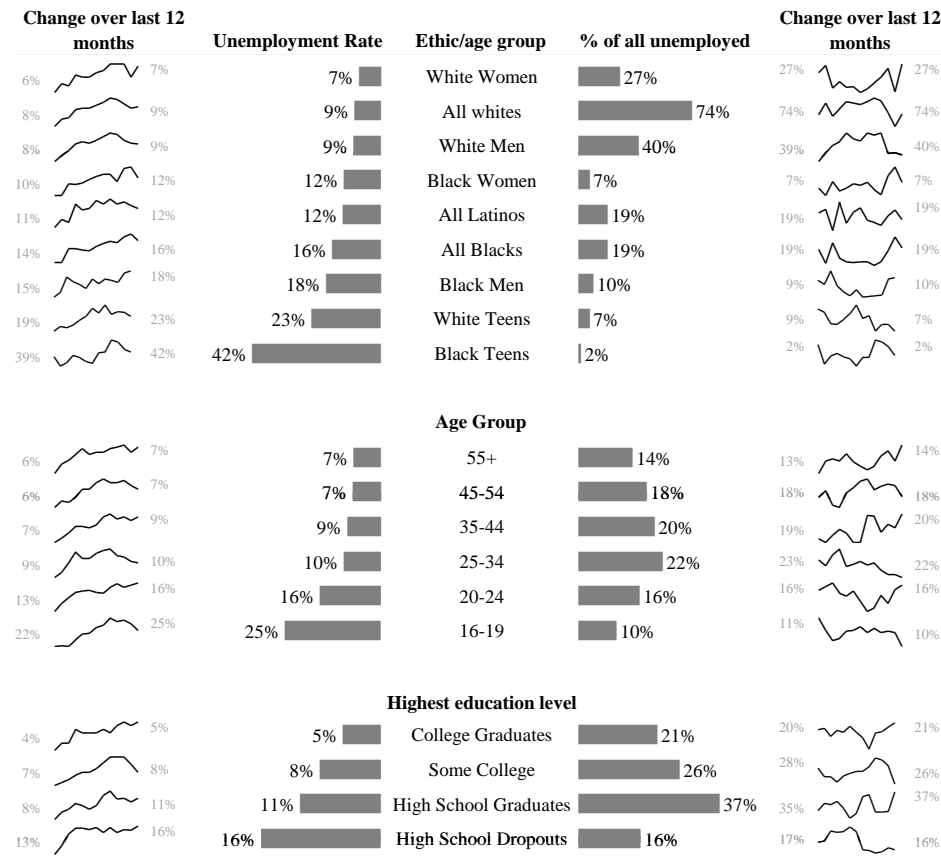 Change over last 12 months Unemployment Rate Ethic/age group % of all unemployed Change over last 12 months
6% 7% 7% White Women 27% 27% 27%
8% 9% 9% All whites 74% 74% 74%
8% 9% 9% White Men 40% 39% 40%
10% 12% 12% Black Women 7% 7% 7%
11% 12% 12% All Latinos 19% 19% 19%
14% 16% 16% All Blacks 19% 19% 19%
15% 18% 18% Black Men 10% 9% 10%
19% 23% 23% White Teens 7% 9% 7%
39% 42% 42% Black Teens 2% 2% 2%
Age Group
6% 7% 7% 55+ 14% 13% 14%
6% 7% 7% 45-54 18% 18% 18%
7% 9% 9% 35-44 20% 19% 20%
9% 10% 10% 25-34 22% 23% 22%
13% 16% 16% 20-24 16% 16% 16%
22% 25% 25% 16-19 10% 11% 10%
Highest education level
4% 5% 5% College Graduates 21% 20% 21%
7% 8% 8% Some College 26% 28% 26%
8% 11% 11% High School Graduates 37% 35% 37%
13% 16% 16% High School Dropouts 16% 17% 16%